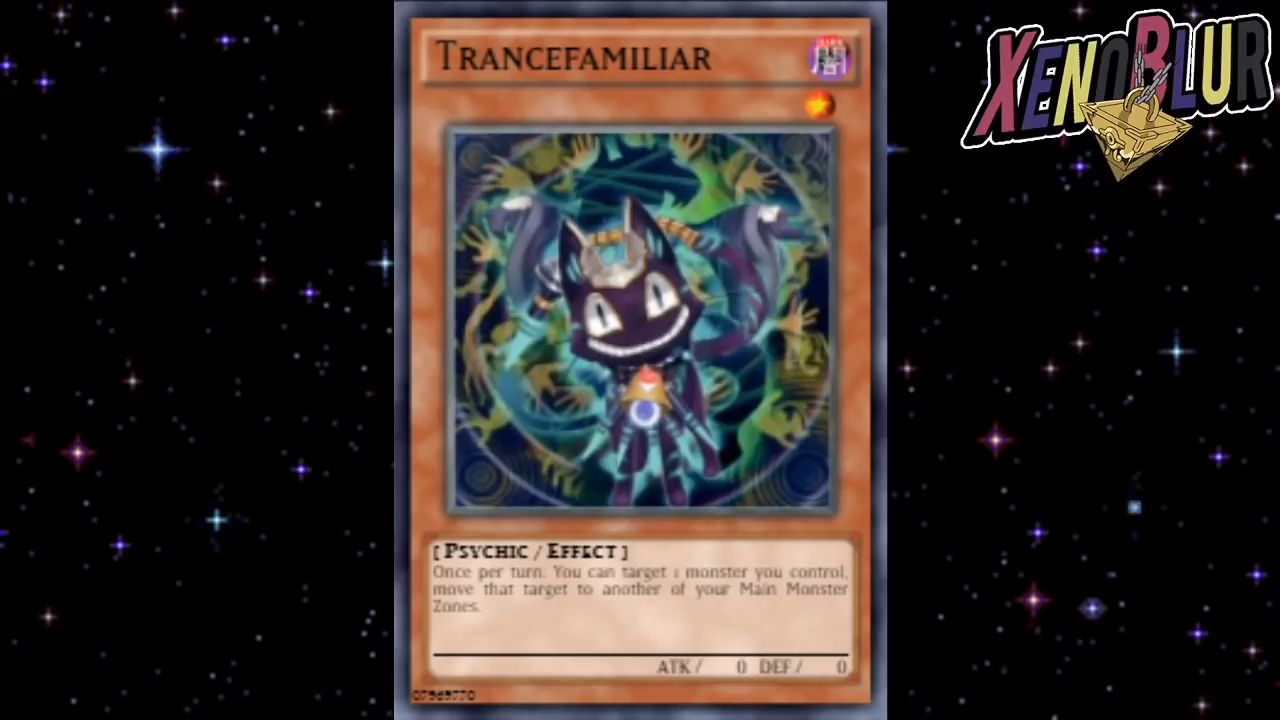 XENOBLUR
TRANCEFAMILIAR
[ PSYCHIC / EFFECT ]
Once per turn: You can target 1 monster you control,
move that target to another of your Main Monster
Zones.
ATK / 0 DEF / 0